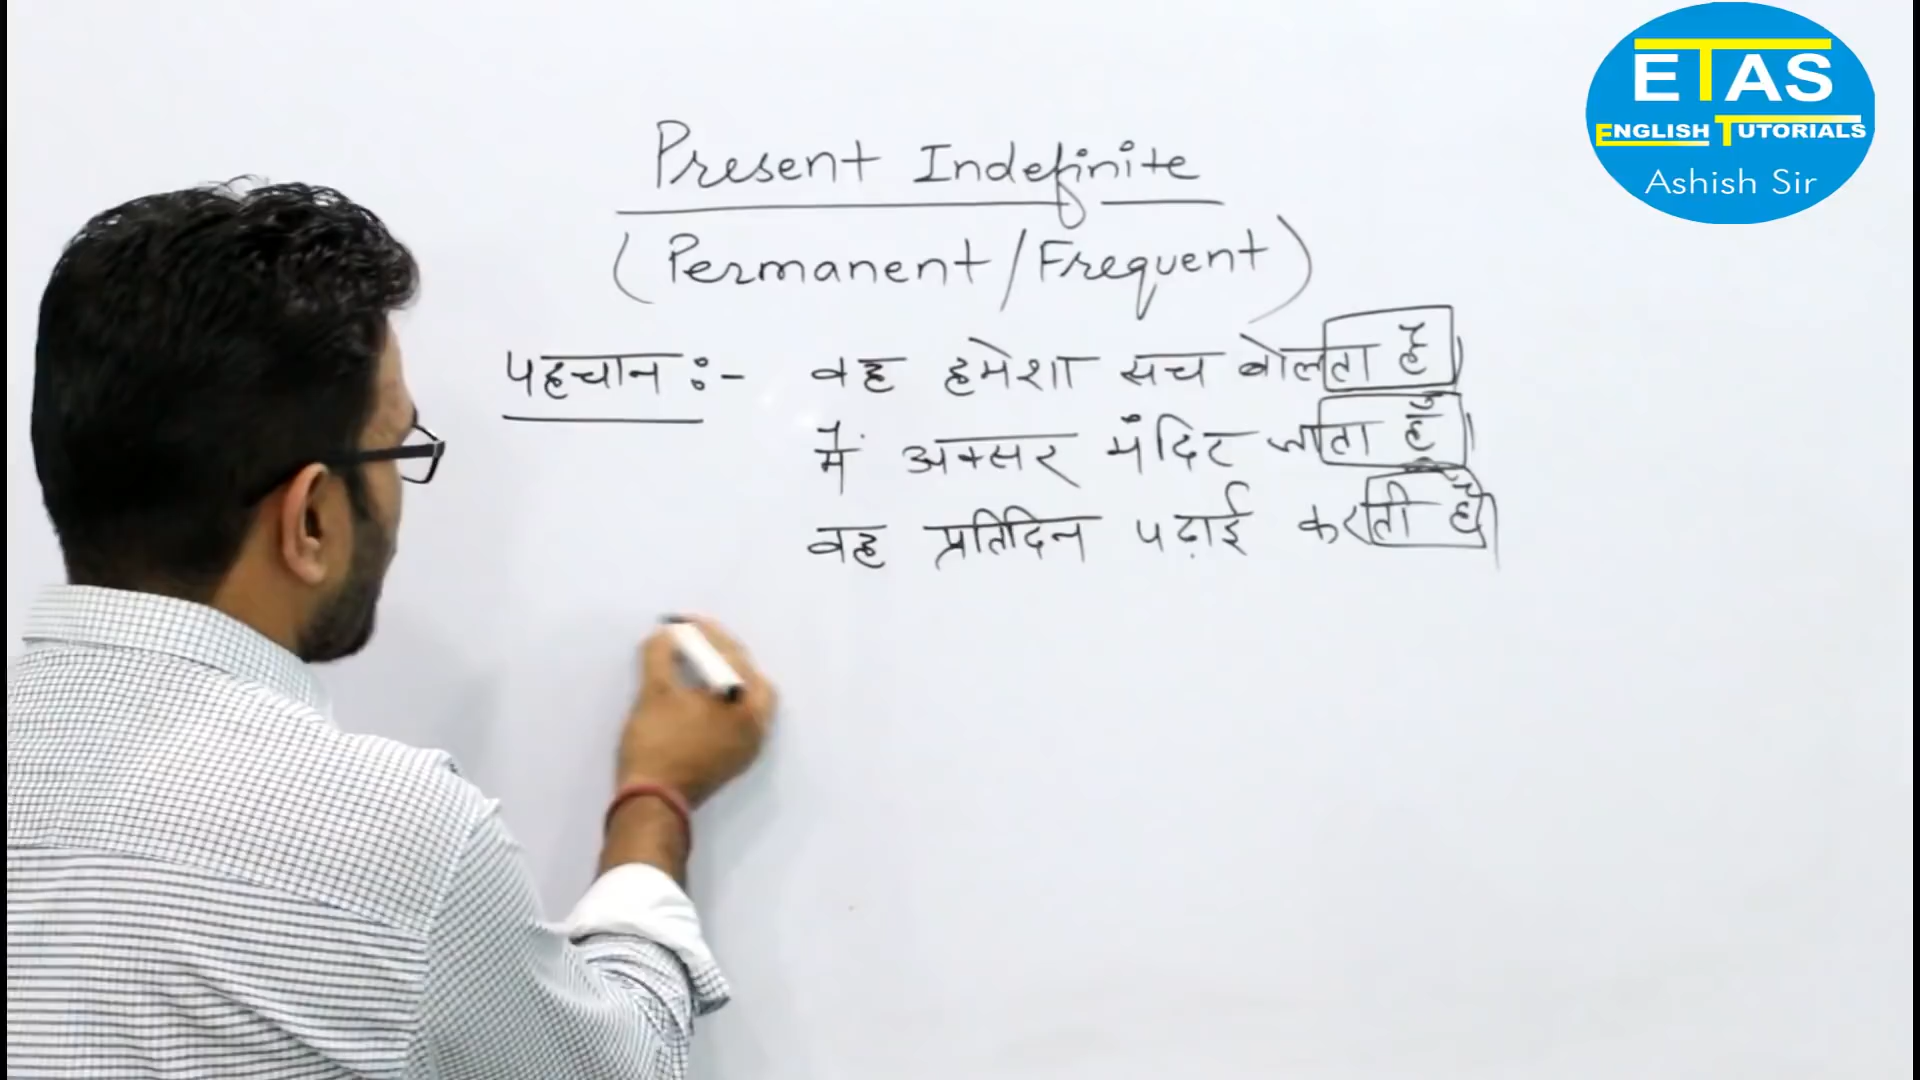 ETAS
ENGLISH TUTORIALS
Ashish Sir
Present Indefinite
(Permanent/Frequent)
पहचान :- वह हमेशा सच बोलता है।
मैं अक्सर मंदिर जाता हूँ।
वह प्रतिदिन पढ़ाई करती है।